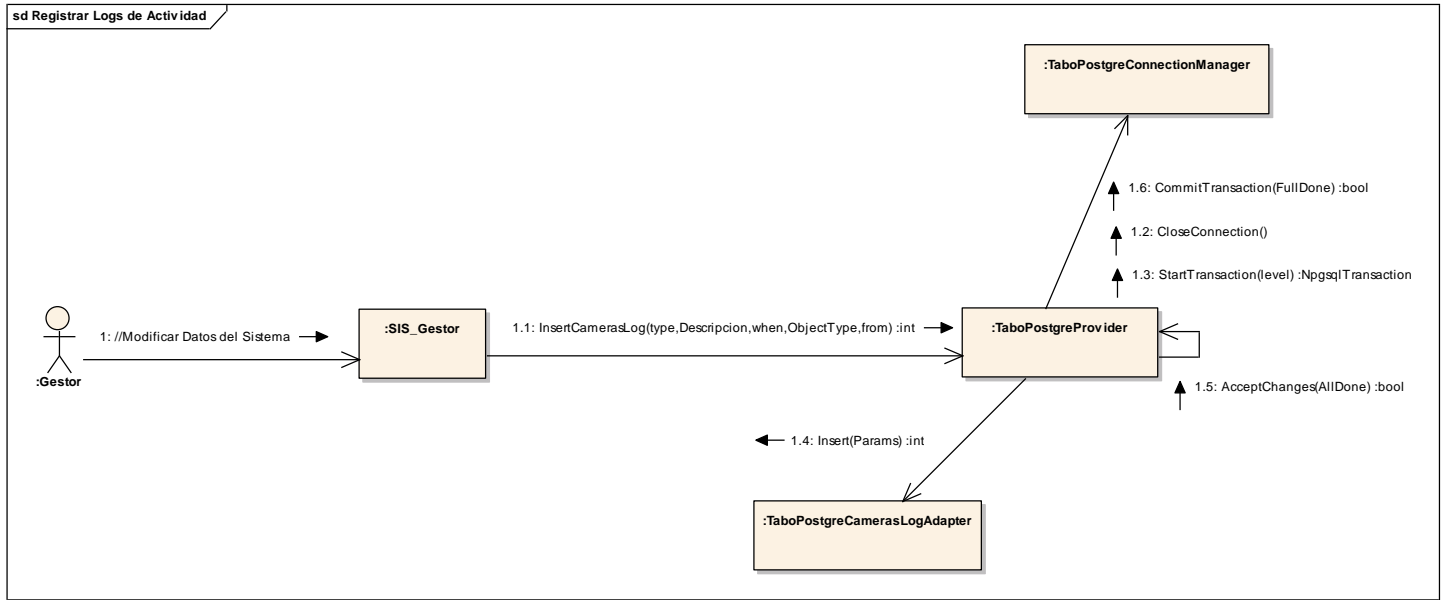 sd Registrar Logs de Actividad
:TaboPostgreConnectionManager
1.6: CommitTransaction(FullDone) :bool
1.2: CloseConnection()
1.3: StartTransaction(level) :NpgsqlTransaction
1: //Modificar Datos del Sistema
:SIS_Gestor
1.1: InsertCamerasLog(type,Descripcion,when,ObjectType,from) :int
:TaboPostgreProvider
:Gestor
1.5: AcceptChanges(AllDone) :bool
1.4: Insert(Params) :int
:TaboPostgreCamerasLogAdapter